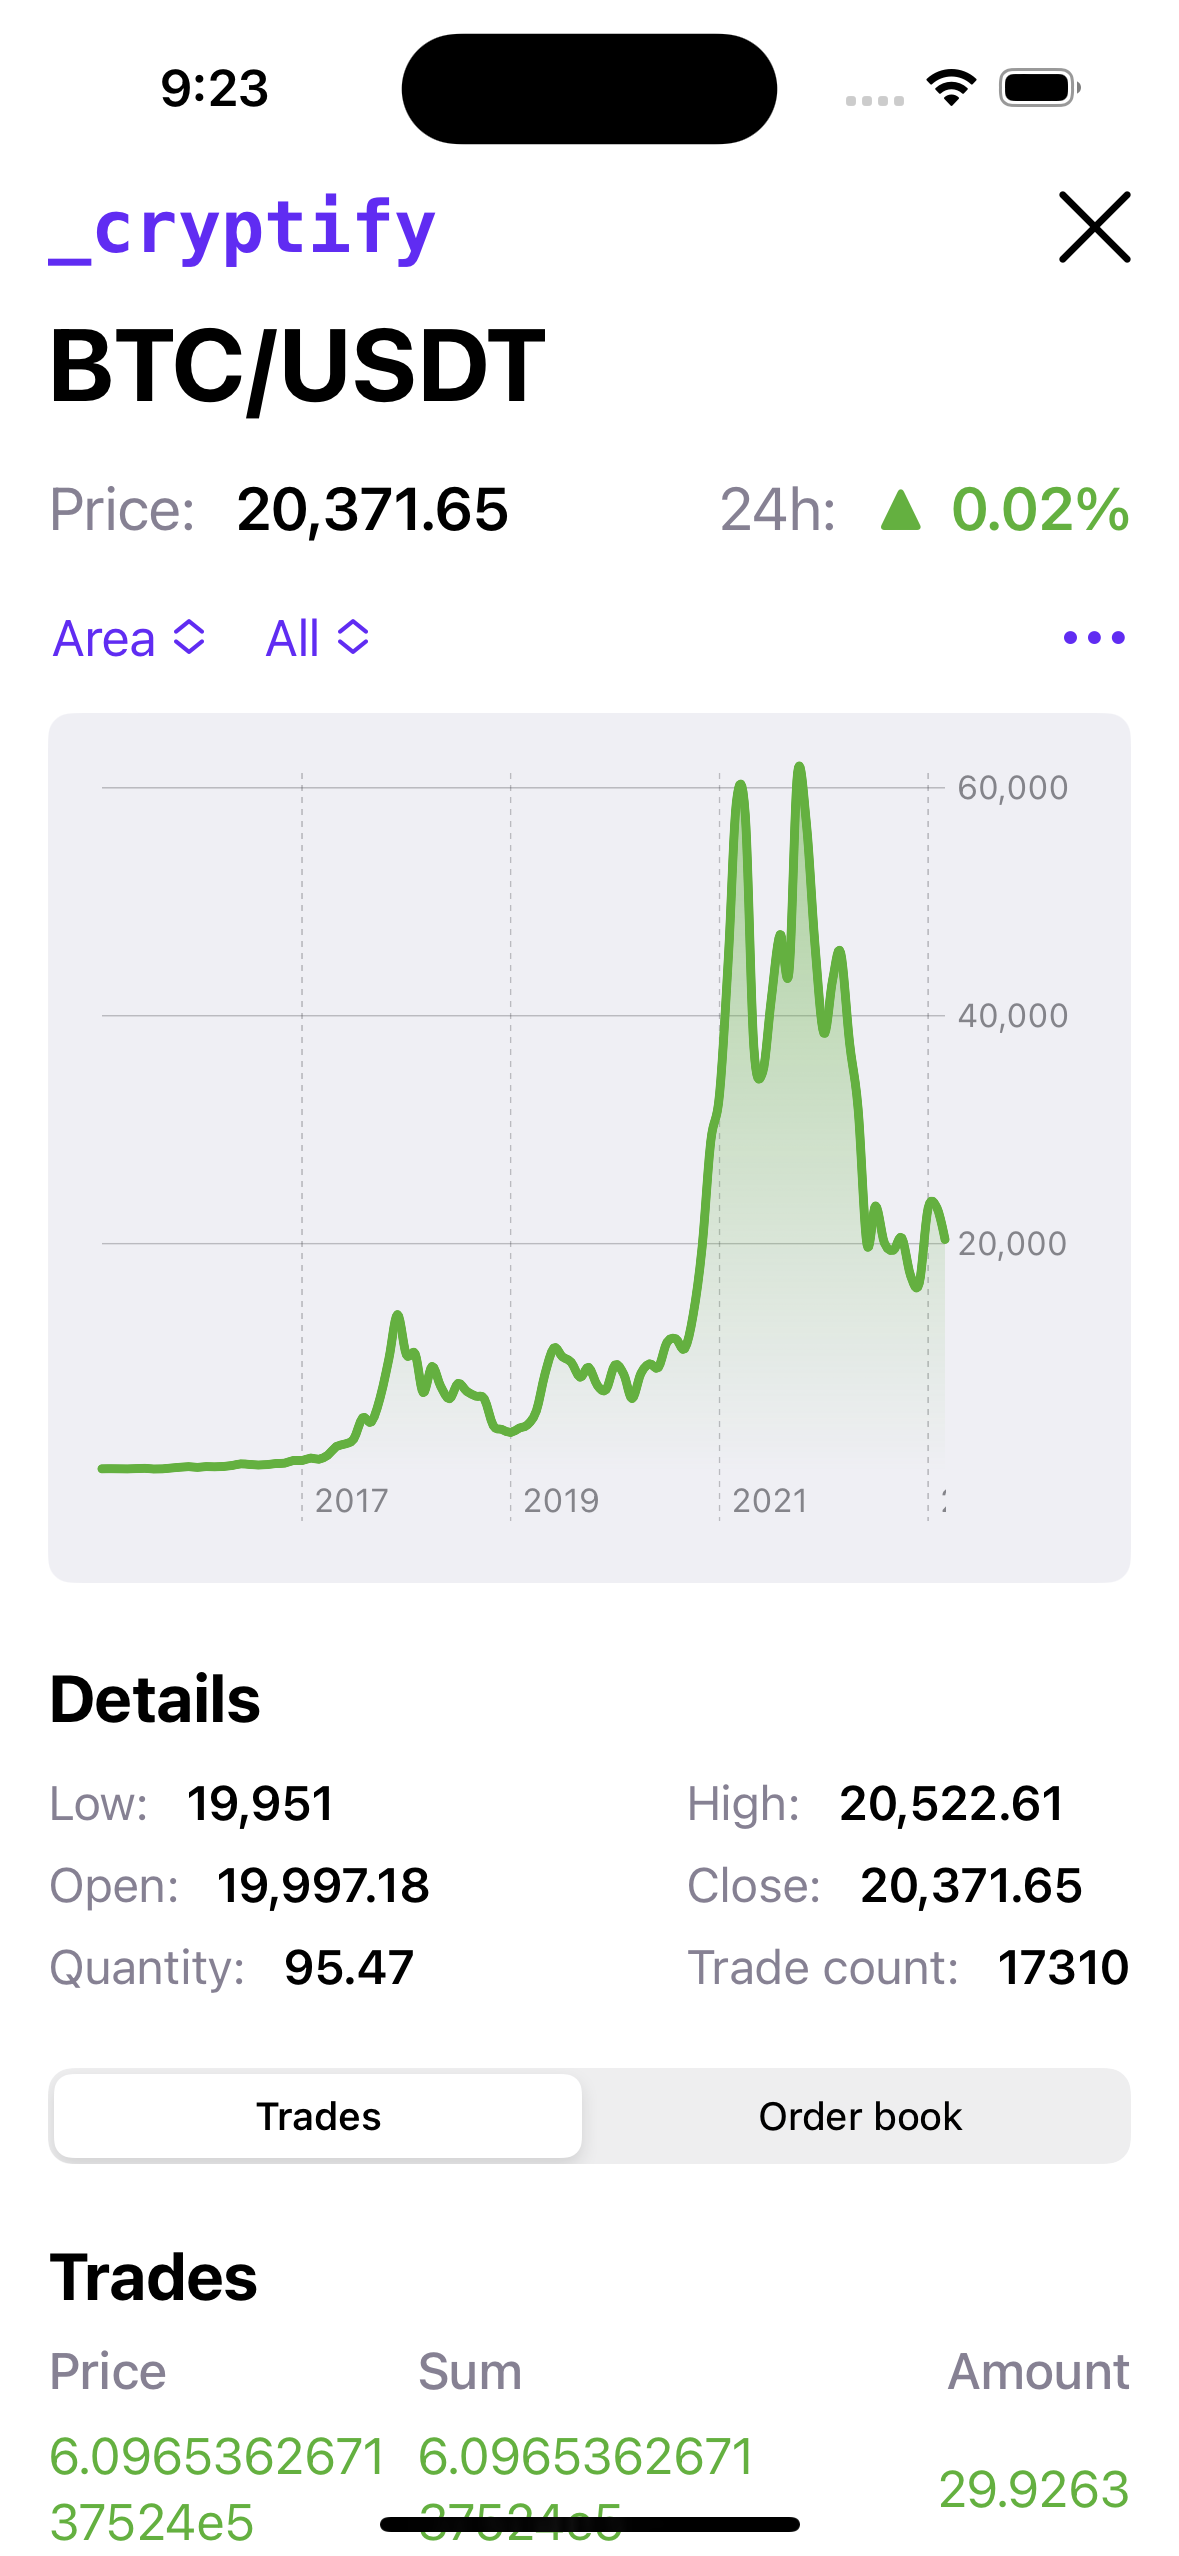 9:23
_cryptify
BTC/USDT
Price: 20,371.65 24h: ▲ 0.02%
Area All
60,000
40,000
20,000
2017 2019 2021
Details
Low: 19,951 High: 20,522.61
Open: 19,997.18 Close: 20,371.65
Quantity: 95.47 Trade count: 17310
Trades Order book
Trades
Price Sum Amount
6.0965362671 6.0965362671
29.9263
37524e5 37524e5